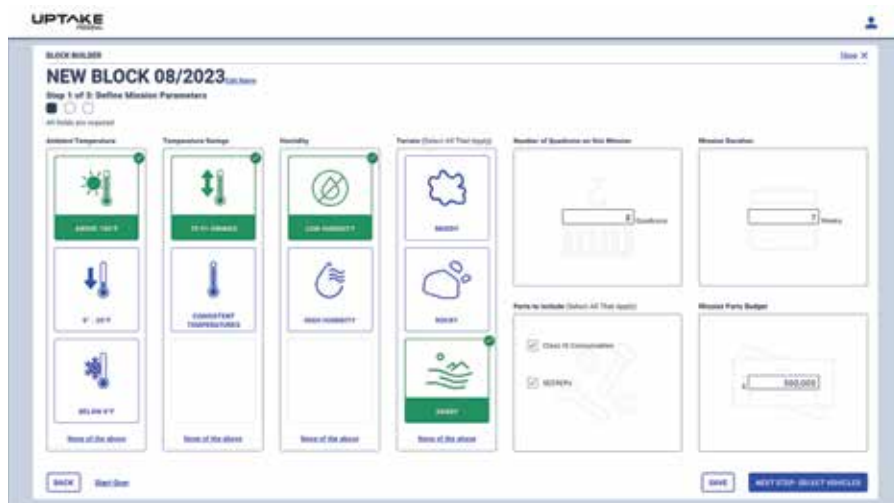 UPTAKE
FEDERAL
BLOCK BUILDER
Close X
NEW BLOCK 08/2023 Edit Name
Step 1 of 3: Define Mission Parameters
All fields are required
Ambient Temperature
Temperature Swings
Humidity
Terrain (Select All That Apply)
Number of Quadcons on this Mission
Mission Duration
LOW HUMIDITY
MUDDY
Quadcons
7 Weeks
CONSISTENT
TEMPERATURES
HIGH HUMIDITY
ROCKY
Parts to Include (Select All That Apply)
Mission Parts Budget
Class IX Consumables
SECREPs
$ 500,000
BELOW 0°F
SANDY
None of the above
None of the above
None of the above
None of the above
BACK
Start Over
SAVE
NEXT STEP: SELECT VEHICLES